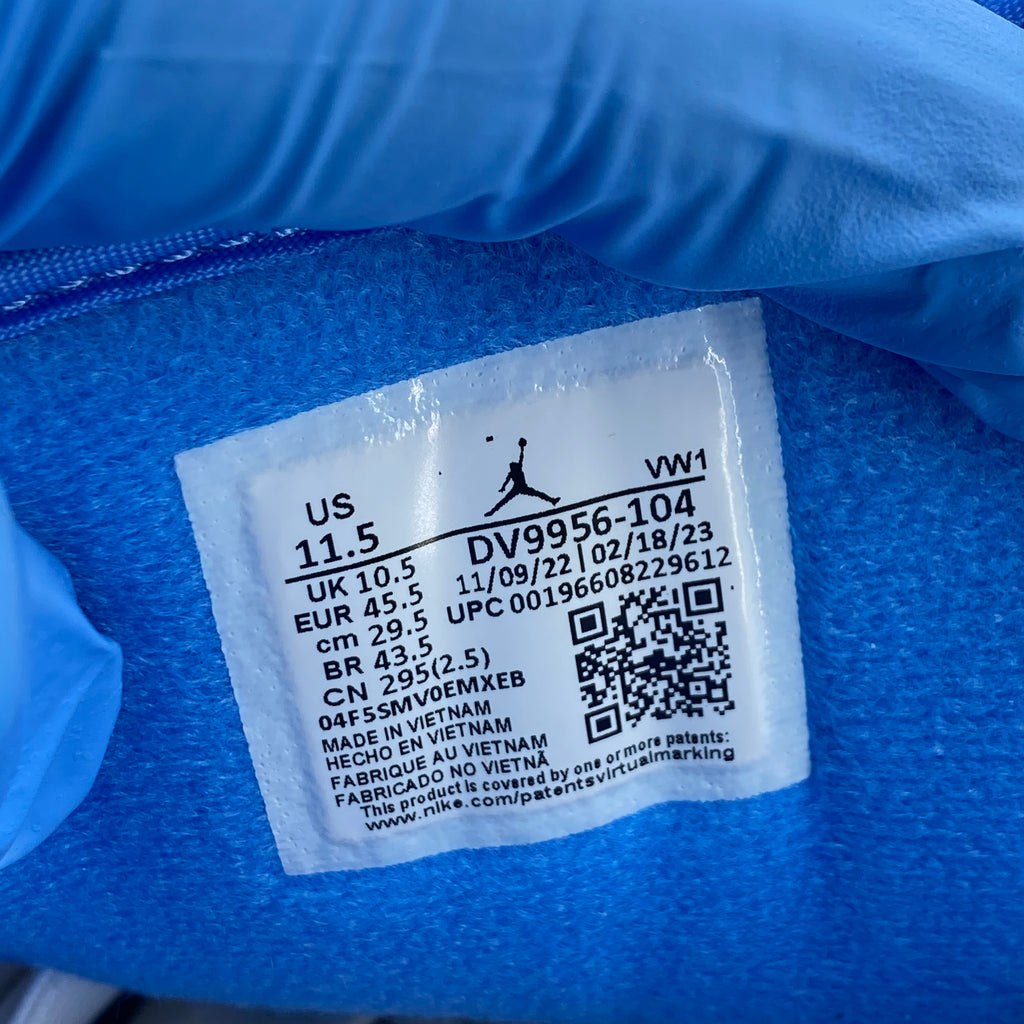 US
11.5
UK 10.5
EUR 45.5
cm 29.5
BR 43.5
CN 295(2.5)
VW1
DV9956-104
11/09/22|02/18/23
UPC 00196608229612
04F5SMV0EMXEB
MADE IN VIETNAM
HECHO EN VIETNAM
FABRIQUE AU VIETNAM
FABRICADO NO VIETNÃ
This product is covered by one or more patents:
www.nike.com/patentsvirtualmarking